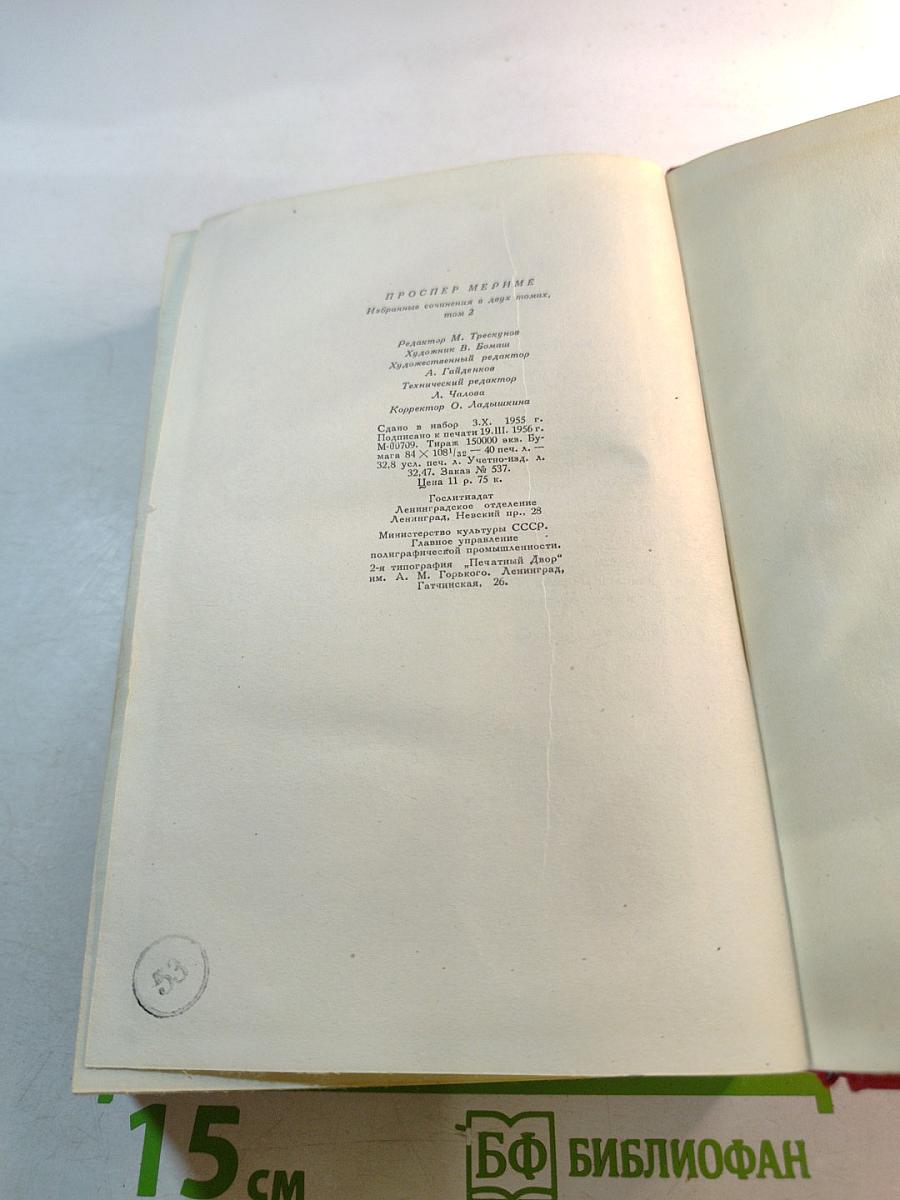 ПРОСПЕР МЕРИМЕ
Избранные сочинения в двух томах,
том 2
Редактор М. Трескунов
Художник В. Бомаш
Художественный редактор
А. Гайденков
Технический редактор
Л. Чалова
Корректор О. Ладышкина
Сдано в набор 3.X. 1955 г.
Подписано к печати 19.III. 1956 г.
М-00709. Тираж 150000 экз. Бу-
мага 84 × 108¹/₃₂ — 40 печ. л. —
32,8 усл. печ. л. Учетно-изд. л.
32,47. Заказ № 537.
Цена 11 р. 75 к.
Гослитиздат
Ленинградское отделение
Ленинград, Невский пр., 28
Министерство культуры СССР.
Главное управление
полиграфической промышленности.
2-я типография „Печатный Двор"
им. А. М. Горького. Ленинград,
Гатчинская, 26.
53
15 см
БФ БИБЛИОФАН